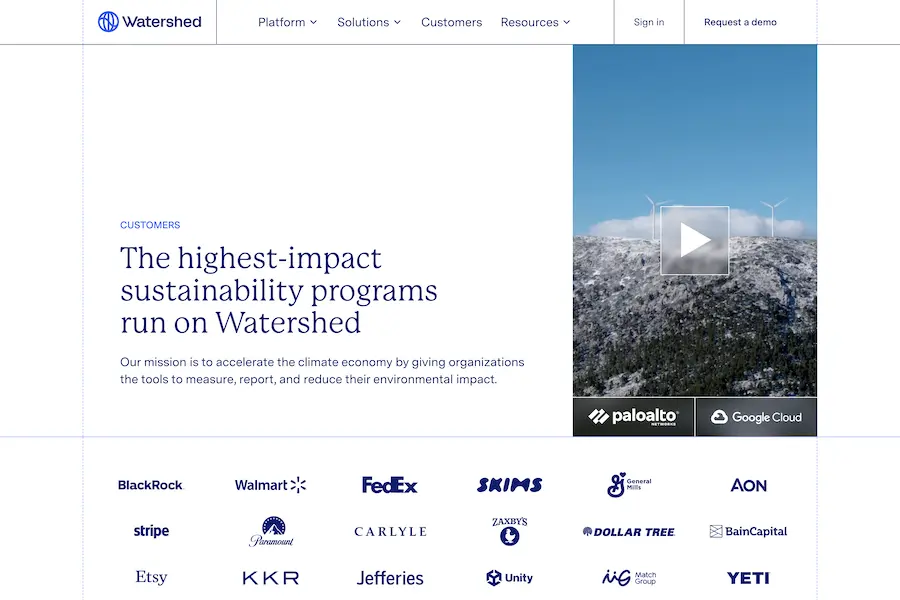 Watershed
Platform
Solutions
Customers
Resources
Sign in
Request a demo
CUSTOMERS
The highest-impact
sustainability programs
run on Watershed
Our mission is to accelerate the climate economy by giving organizations
the tools to measure, report, and reduce their environmental impact.
paloalto
NETWORKS
Google Cloud
BlackRock
Walmart
FedEx
SKIMS
General
Mills
AON
stripe
Paramount
CARLYLE
ZAXBY'S
DOLLAR TREE
BainCapital
Etsy
KKR
Jefferies
Unity
Match
Group
YETI